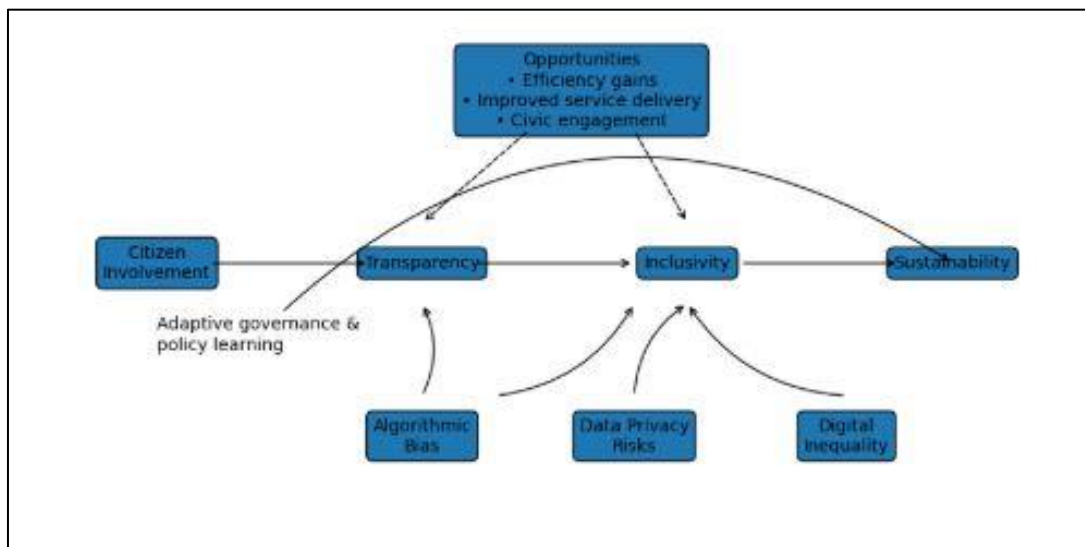 Opportunities
• Efficiency gains
• Improved service delivery
• Civic engagement
Citizen
Involvement
Transparency
Inclusivity
Sustainability
Adaptive governance &
policy learning
Algorithmic
Bias
Data Privacy
Risks
Digital
Inequality